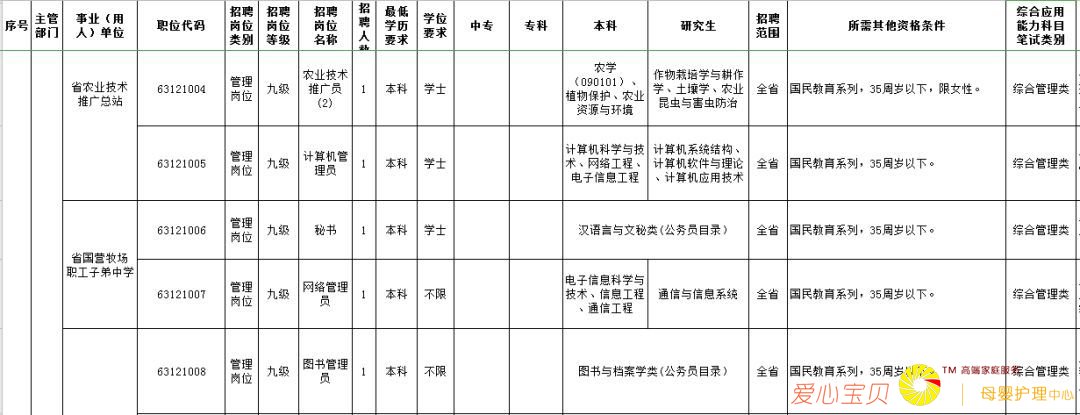 序号 主管部门 事业（用人）单位 职位代码 招聘岗位类别 招聘岗位等级 招聘岗位名称 招聘人数 最低学历要求 学位要求 中专 专科 本科 研究生 招聘范围 所需其他资格条件 综合应用能力科目笔试类别
省农业技术推广总站 63121004 管理岗位 九级 农业技术推广员(2) 1 本科 学士 农学（090101）、植物保护、农业资源与环境 作物栽培学与耕作学、土壤学、农业昆虫与害虫防治 全省 国民教育系列，35周岁以下，限女性。 综合管理类
63121005 管理岗位 九级 计算机管理员 1 本科 学士 计算机科学与技术、网络工程、电子信息工程 计算机系统结构、计算机软件与理论、计算机应用技术 全省 国民教育系列，35周岁以下。 综合管理类
省国营牧场职工子弟中学 63121006 管理岗位 九级 秘书 1 本科 学士 汉语言与文秘类(公务员目录) 全省 国民教育系列，35周岁以下。 综合管理类
63121007 管理岗位 九级 网络管理员 1 本科 不限 电子信息科学与技术、信息工程、通信工程 通信与信息系统 全省 国民教育系列，35周岁以下。 综合管理类
63121008 管理岗位 九级 图书管理员 1 本科 不限 图书与档案学类(公务员目录) 全省 国民教育系列，35周岁以下。 综合管理类
爱心宝贝 TM 高端家庭服务 母婴护理中心